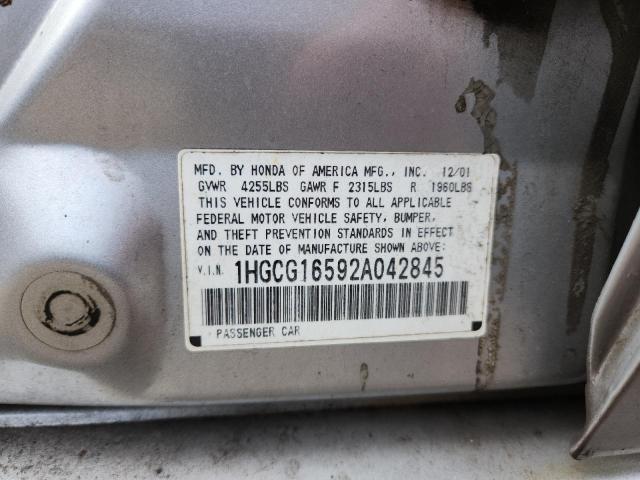 MFD. BY HONDA OF AMERICA MFG., INC. 12/01
GVWR 4255LBS GAWR F 2315LBS R 1960LBS
THIS VEHICLE CONFORMS TO ALL APPLICABLE
FEDERAL MOTOR VEHICLE SAFETY, BUMPER,
AND THEFT PREVENTION STANDARDS IN EFFECT
ON THE DATE OF MANUFACTURE SHOWN ABOVE:
V.I.N. 1HGCG16592A042845
PASSENGER CAR